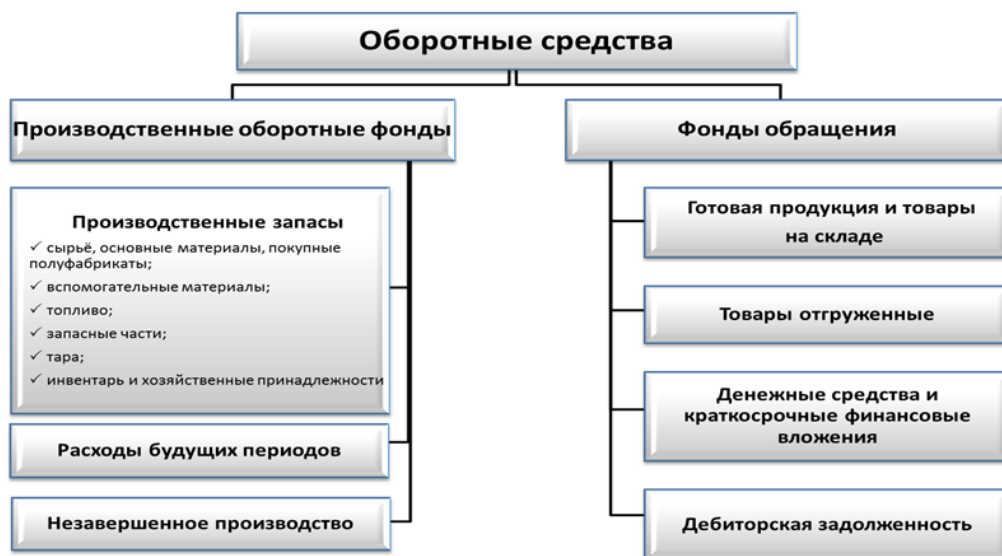 Оборотные средства
Производственные оборотные фонды
Производственные запасы
✓ сырьё, основные материалы, покупные
полуфабрикаты;
✓ вспомогательные материалы;
✓ топливо;
✓ запасные части;
✓ тара;
✓ инвентарь и хозяйственные принадлежности
Расходы будущих периодов
Незавершенное производство
Фонды обращения
Готовая продукция и товары
на складе
Товары отгруженные
Денежные средства и
краткосрочные финансовые
вложения
Дебиторская задолженность